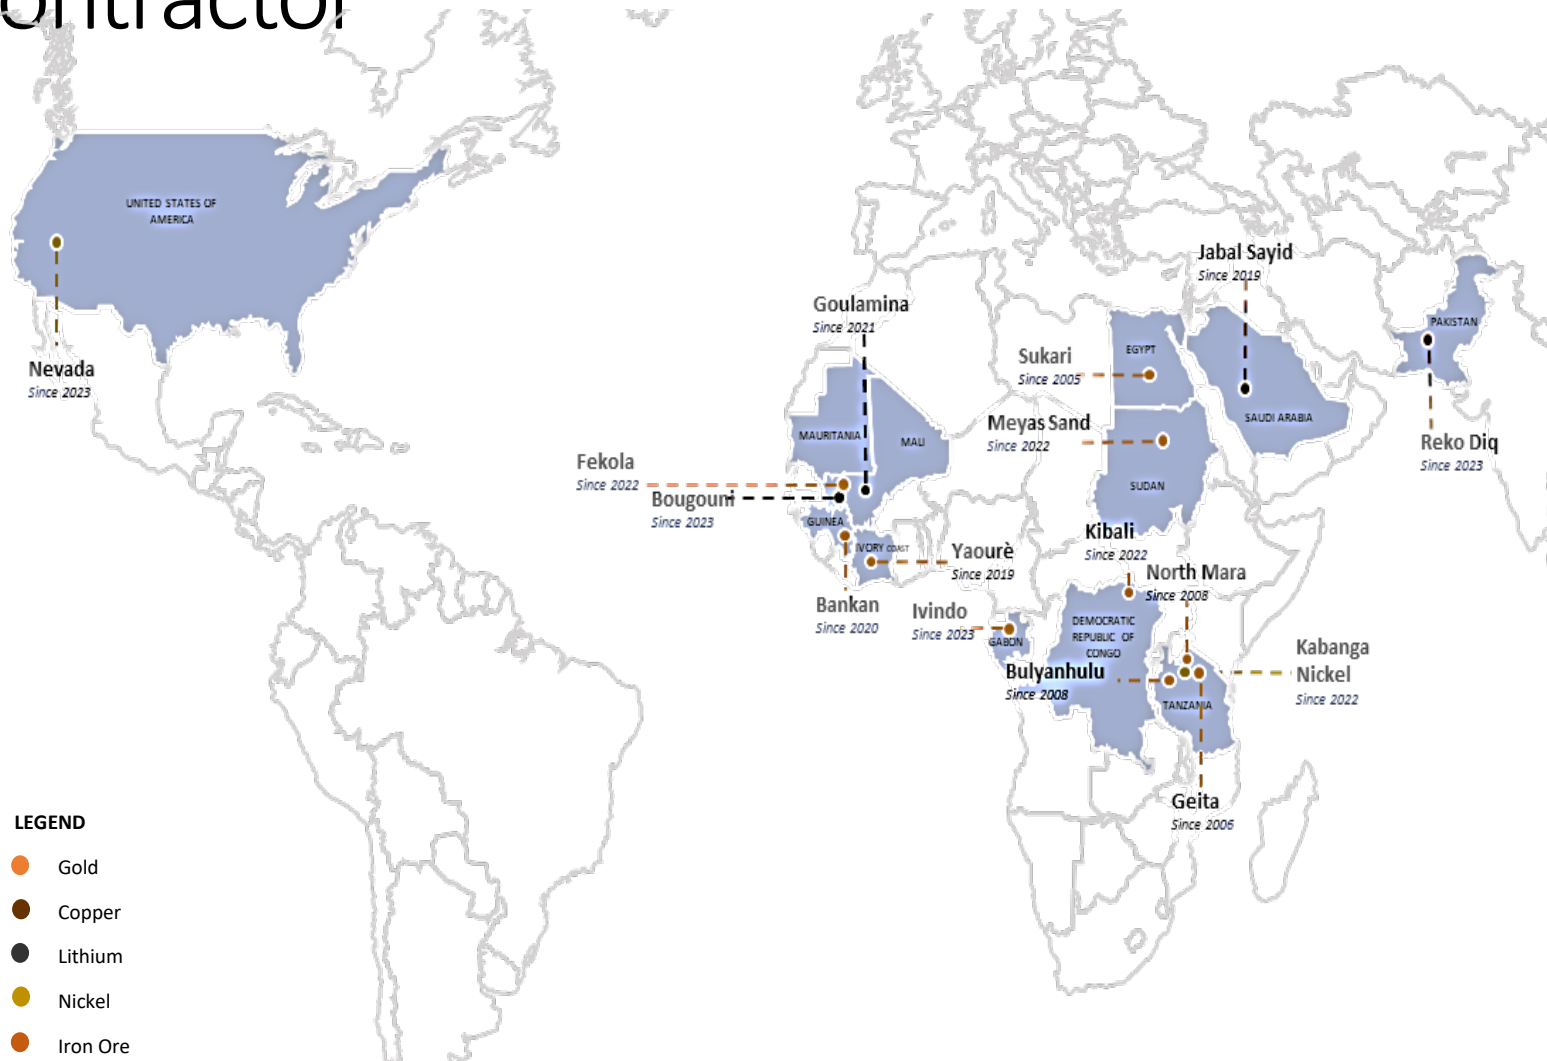 ontractor
UNITED STATES OF
AMERICA
Nevada
Since 2023
Jabal Sayid
Since 2019
Goulamina
Since 2021
PAKISTAN
EGYPT
Sukari
Since 2005
Meyas Sand
Since 2022
SAUDI ARABIA
MAURITANIA
MALI
Reko Diq
Since 2023
Fekola
Since 2022
Bougouni
Since 2023
SUDAN
GUINEA
Kibali
Since 2022
IVORY COAST
Yaourè
Since 2019
North Mara
Since 2008
Bankan
Since 2020
Ivindo
Since 2023
GABON
DEMOCRATIC
REPUBLIC OF
CONGO
Bulyanhulu
Since 2008
Kabanga
Nickel
Since 2022
TANZANIA
Geita
Since 2006
LEGEND
Gold
Copper
Lithium
Nickel
Iron Ore